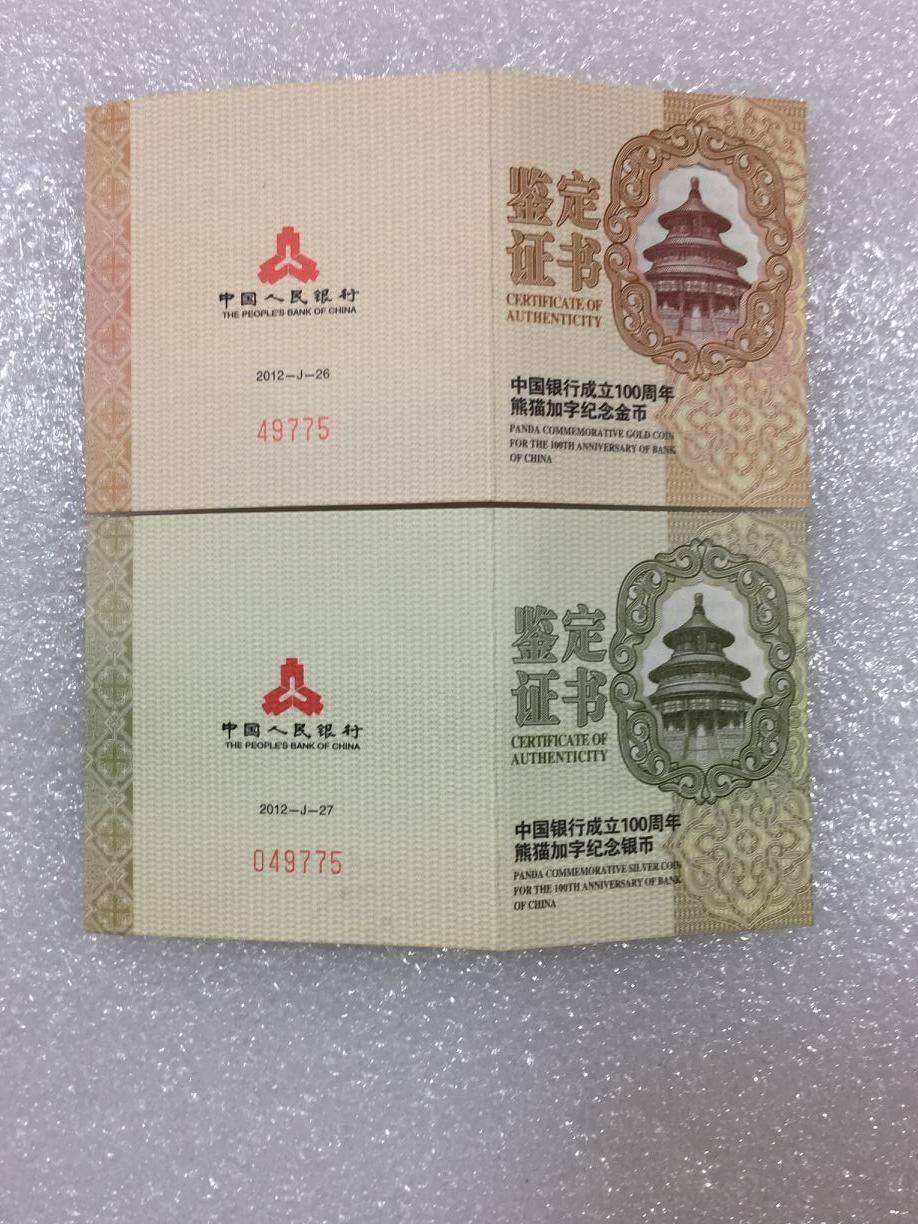 中国人民银行
THE PEOPLE'S BANK OF CHINA
2012—J—26
49775
鉴定
证书
CERTIFICATE OF
AUTHENTICITY
中国银行成立100周年
熊猫加字纪念金币
PANDA COMMEMORATIVE GOLD COIN
FOR THE 100TH ANNIVERSARY OF BANK
OF CHINA
中国人民银行
THE PEOPLE'S BANK OF CHINA
2012—J—27
049775
鉴定
证书
CERTIFICATE OF
AUTHENTICITY
中国银行成立100周年
熊猫加字纪念银币
PANDA COMMEMORATIVE SILVER COIN
FOR THE 100TH ANNIVERSARY OF BANK
OF CHINA